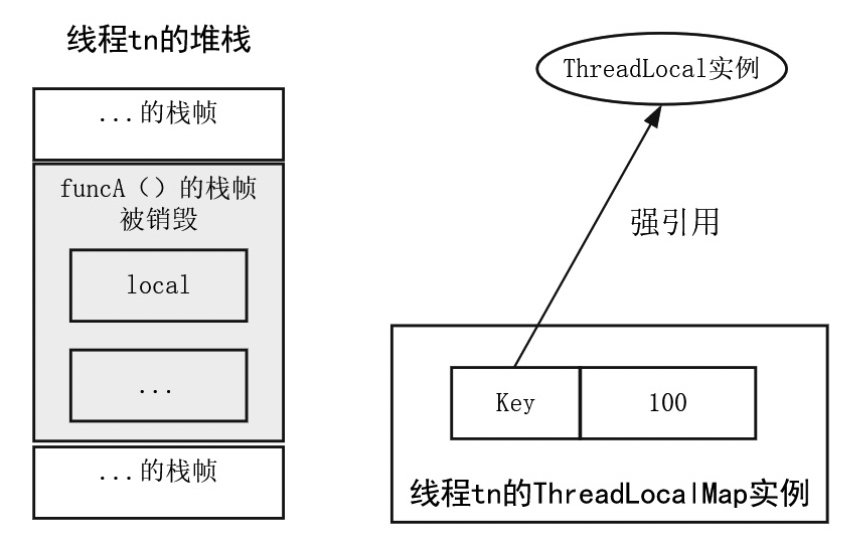 线程tn的堆栈
...的栈帧
funcA（）的栈帧
被销毁
local
...
...的栈帧
ThreadLocal实例
强引用
Key
100
线程tn的ThreadLocalMap实例